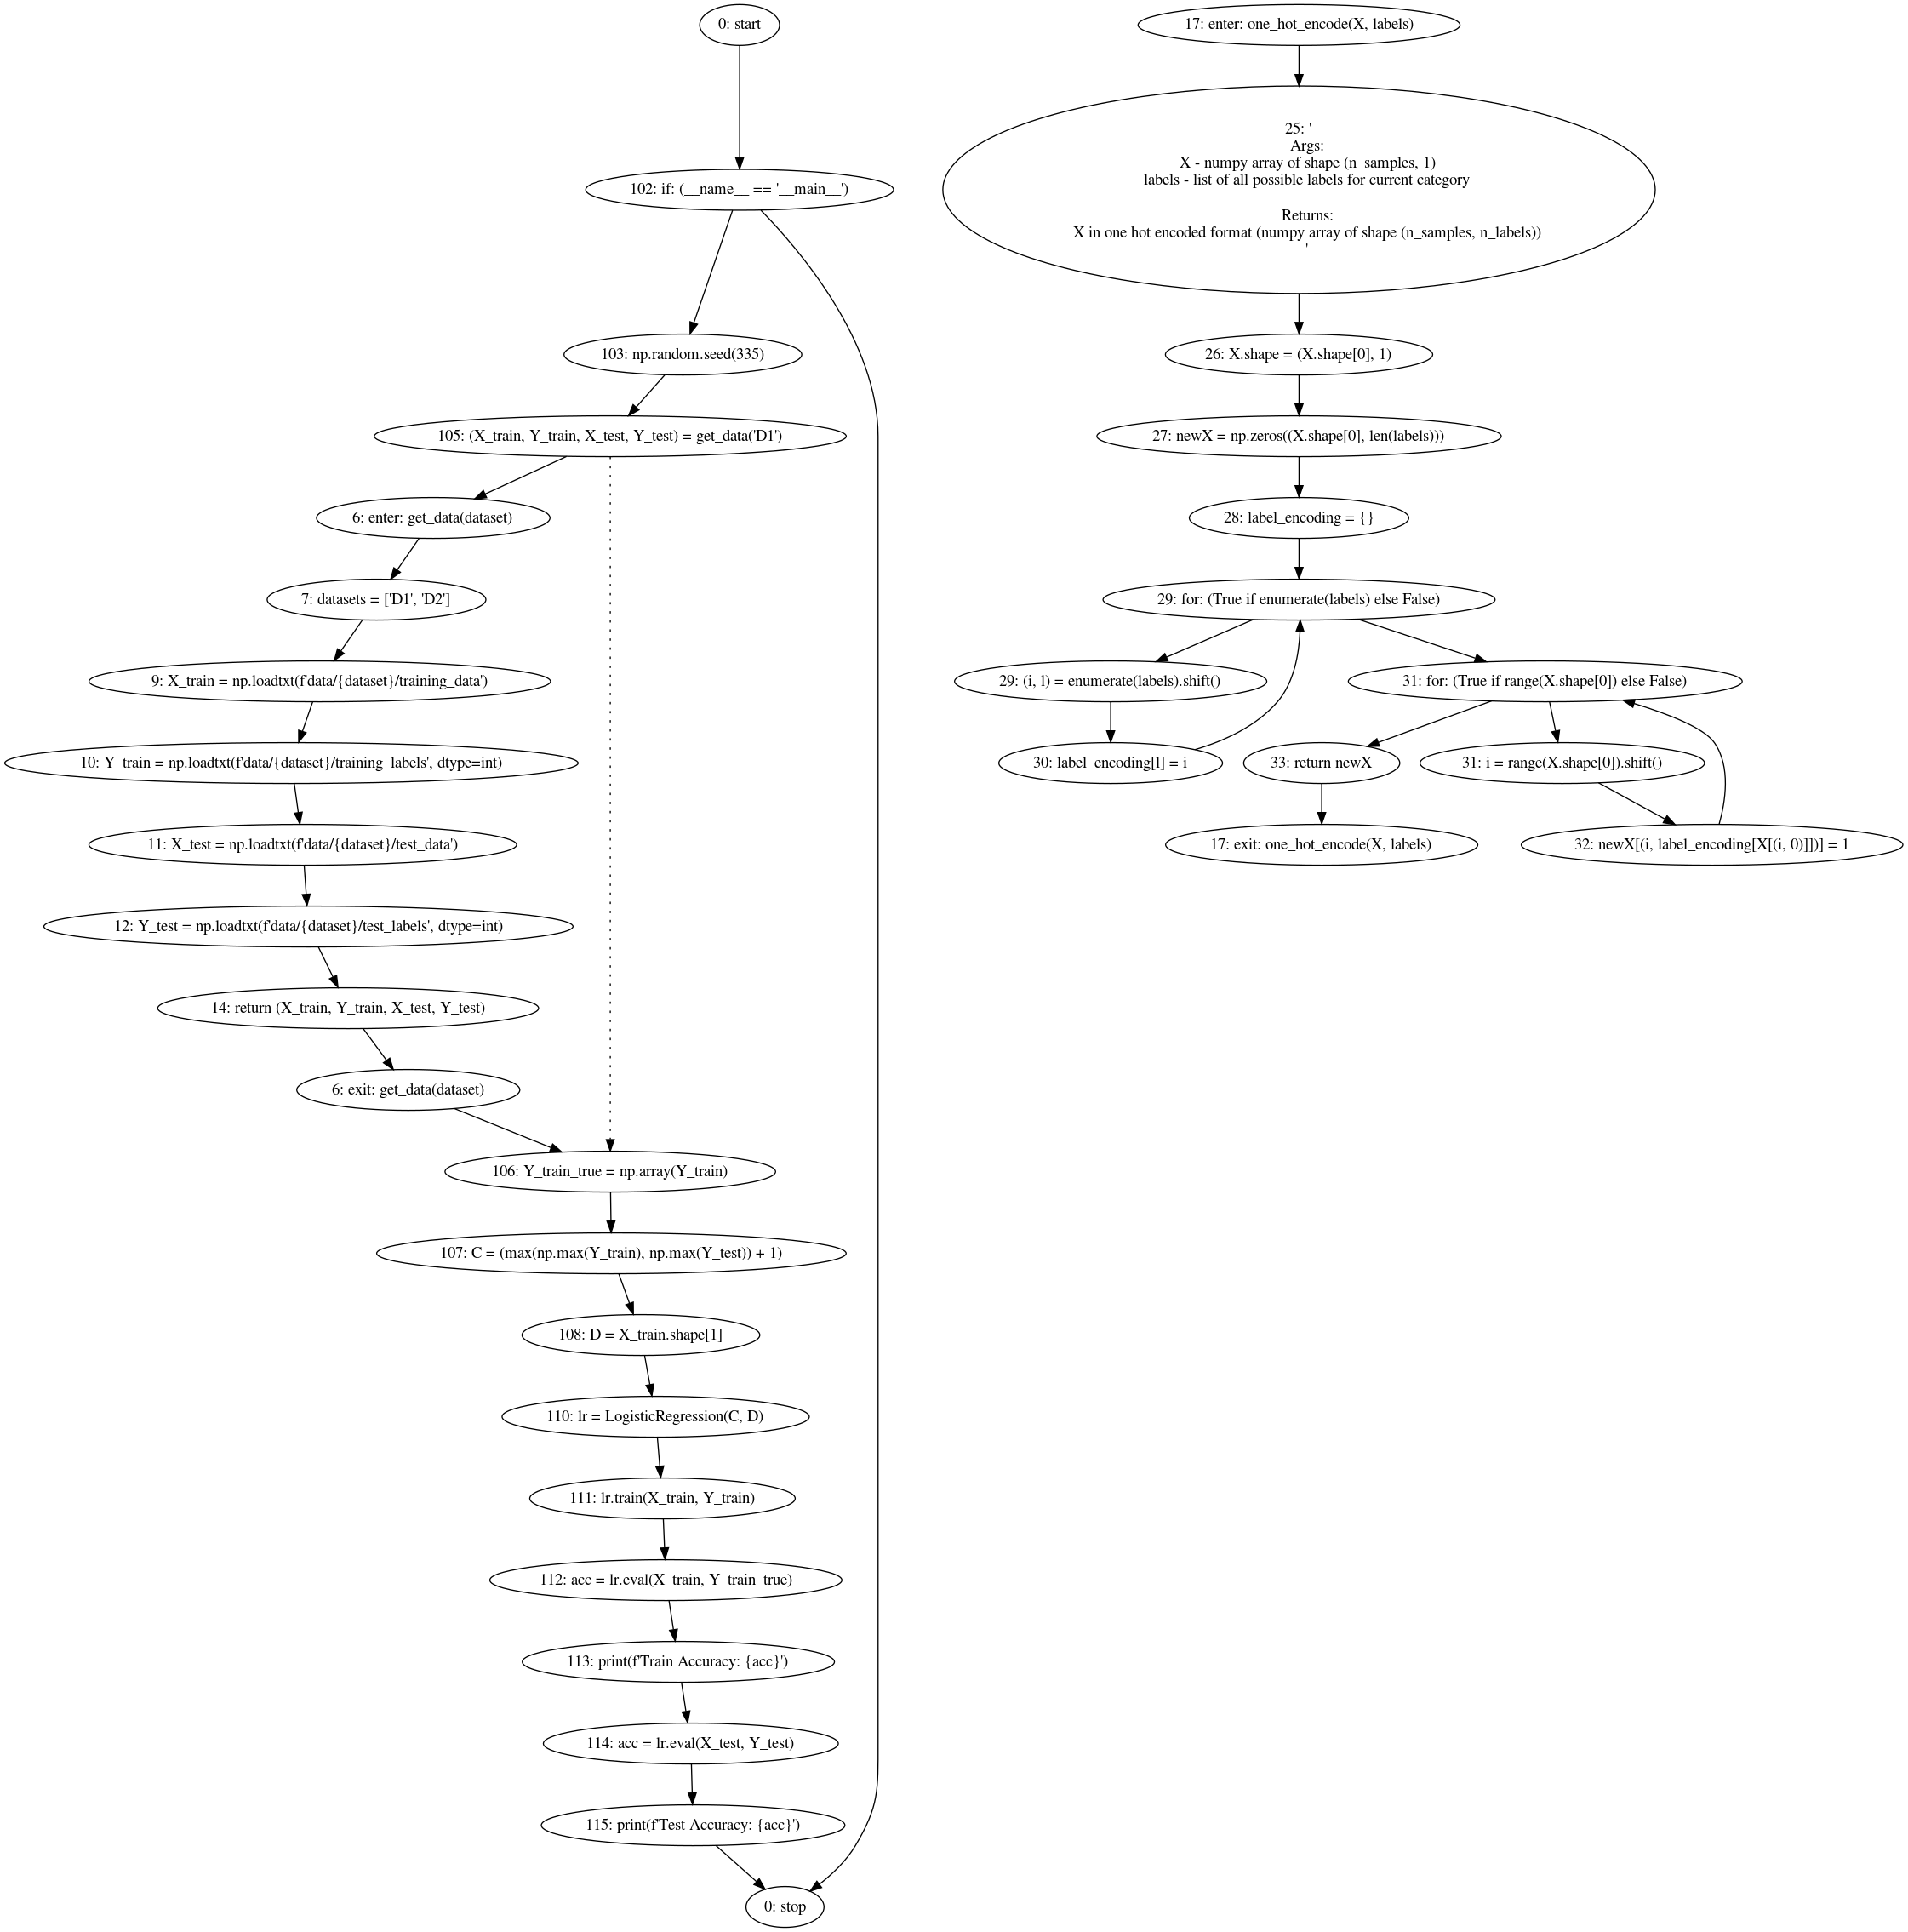 0: start
102: if: (__name__ == '__main__')
103: np.random.seed(335)
105: (X_train, Y_train, X_test, Y_test) = get_data('D1')
6: enter: get_data(dataset)
7: datasets = ['D1', 'D2']
9: X_train = np.loadtxt(f'data/{dataset}/training_data')
10: Y_train = np.loadtxt(f'data/{dataset}/training_labels', dtype=int)
11: X_test = np.loadtxt(f'data/{dataset}/test_data')
12: Y_test = np.loadtxt(f'data/{dataset}/test_labels', dtype=int)
14: return (X_train, Y_train, X_test, Y_test)
6: exit: get_data(dataset)
106: Y_train_true = np.array(Y_train)
107: C = (max(np.max(Y_train), np.max(Y_test)) + 1)
108: D = X_train.shape[1]
110: lr = LogisticRegression(C, D)
111: lr.train(X_train, Y_train)
112: acc = lr.eval(X_train, Y_train_true)
113: print(f'Train Accuracy: {acc}')
114: acc = lr.eval(X_test, Y_test)
115: print(f'Test Accuracy: {acc}')
0: stop
17: enter: one_hot_encode(X, labels)
25: '
Args:
X - numpy array of shape (n_samples, 1)
labels - list of all possible labels for current category
Returns:
X in one hot encoded format (numpy array of shape (n_samples, n_labels))
'
26: X.shape = (X.shape[0], 1)
27: newX = np.zeros((X.shape[0], len(labels)))
28: label_encoding = {}
29: for: (True if enumerate(labels) else False)
29: (i, l) = enumerate(labels).shift()
30: label_encoding[l] = i
31: for: (True if range(X.shape[0]) else False)
33: return newX
31: i = range(X.shape[0]).shift()
17: exit: one_hot_encode(X, labels)
32: newX[(i, label_encoding[X[(i, 0)]])] = 1